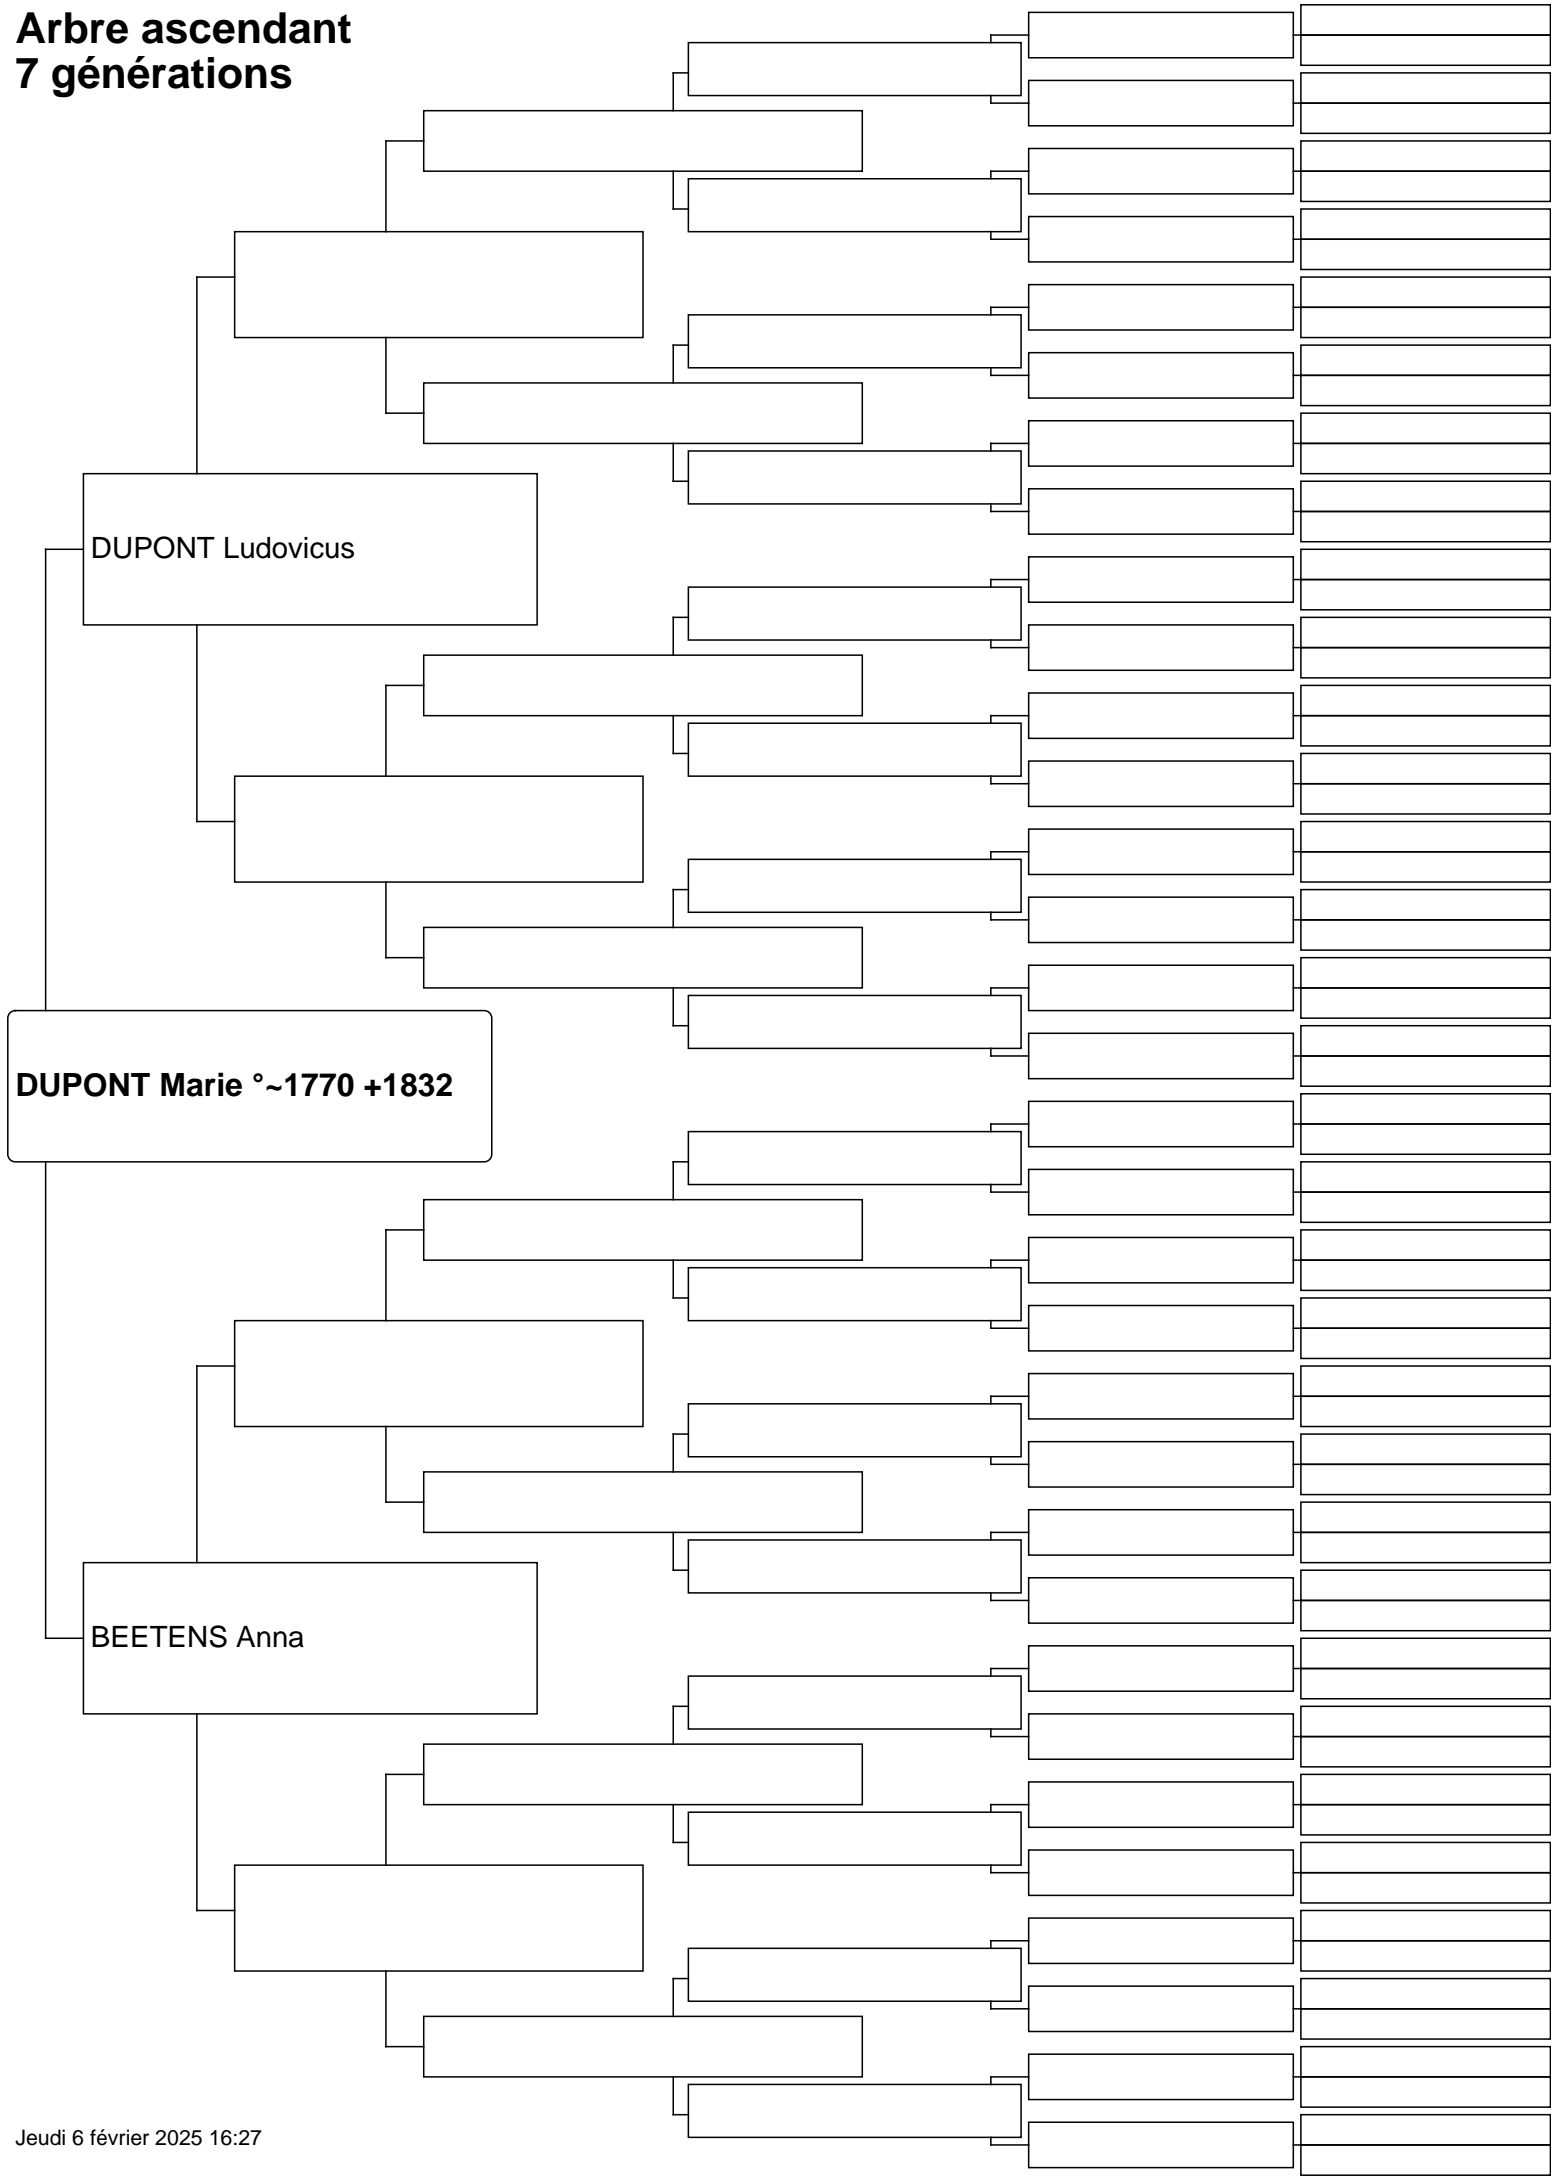 Arbre ascendant
7 générations
DUPONT Ludovicus
DUPONT Marie °~1770 +1832
BEETENS Anna
Jeudi 6 février 2025 16:27